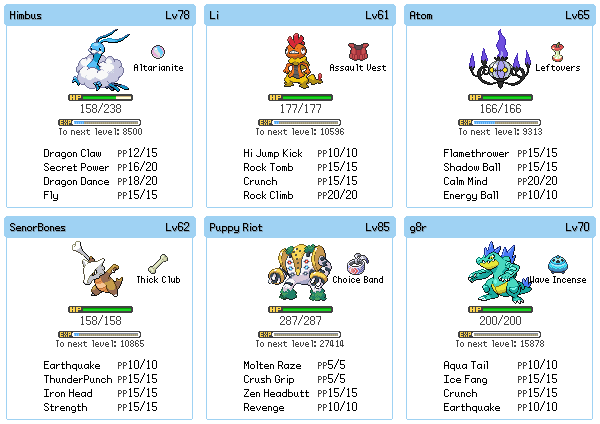 Himbus Lv78
Altarianite
HP
158/238
EXP
To next level: 8500
Dragon Claw PP12/15
Secret Power PP16/20
Dragon Dance PP18/20
Fly PP15/15
Li Lv61
Assault Vest
HP
177/177
EXP
To next level: 10596
Hi Jump Kick PP10/10
Rock Tomb PP15/15
Crunch PP15/15
Rock Climb PP20/20
Atom Lv65
Leftovers
HP
166/166
EXP
To next level: 9313
Flamethrower PP15/15
Shadow Ball PP15/15
Calm Mind PP20/20
Energy Ball PP10/10
SenorBones Lv62
Thick Club
HP
158/158
EXP
To next level: 10865
Earthquake PP10/10
ThunderPunch PP15/15
Iron Head PP15/15
Strength PP15/15
Puppy Riot Lv85
Choice Band
HP
287/287
EXP
To next level: 27414
Molten Raze PP5/5
Crush Grip PP5/5
Zen Headbutt PP15/15
Revenge PP10/10
g8r Lv70
Wave Incense
HP
200/200
EXP
To next level: 15878
Aqua Tail PP10/10
Ice Fang PP15/15
Crunch PP15/15
Earthquake PP10/10